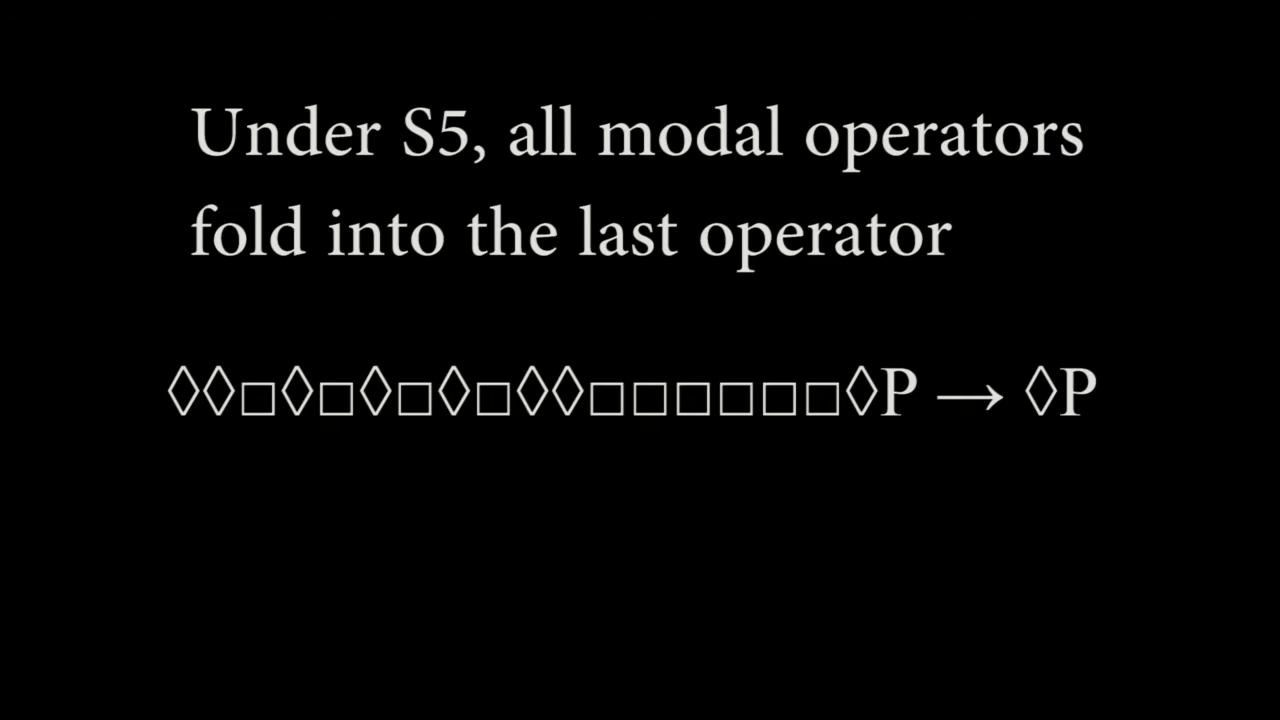 Under S5, all modal operators
fold into the last operator
◊◊□◊□◊□◊□◊◊□□□□□□◊P → ◊P